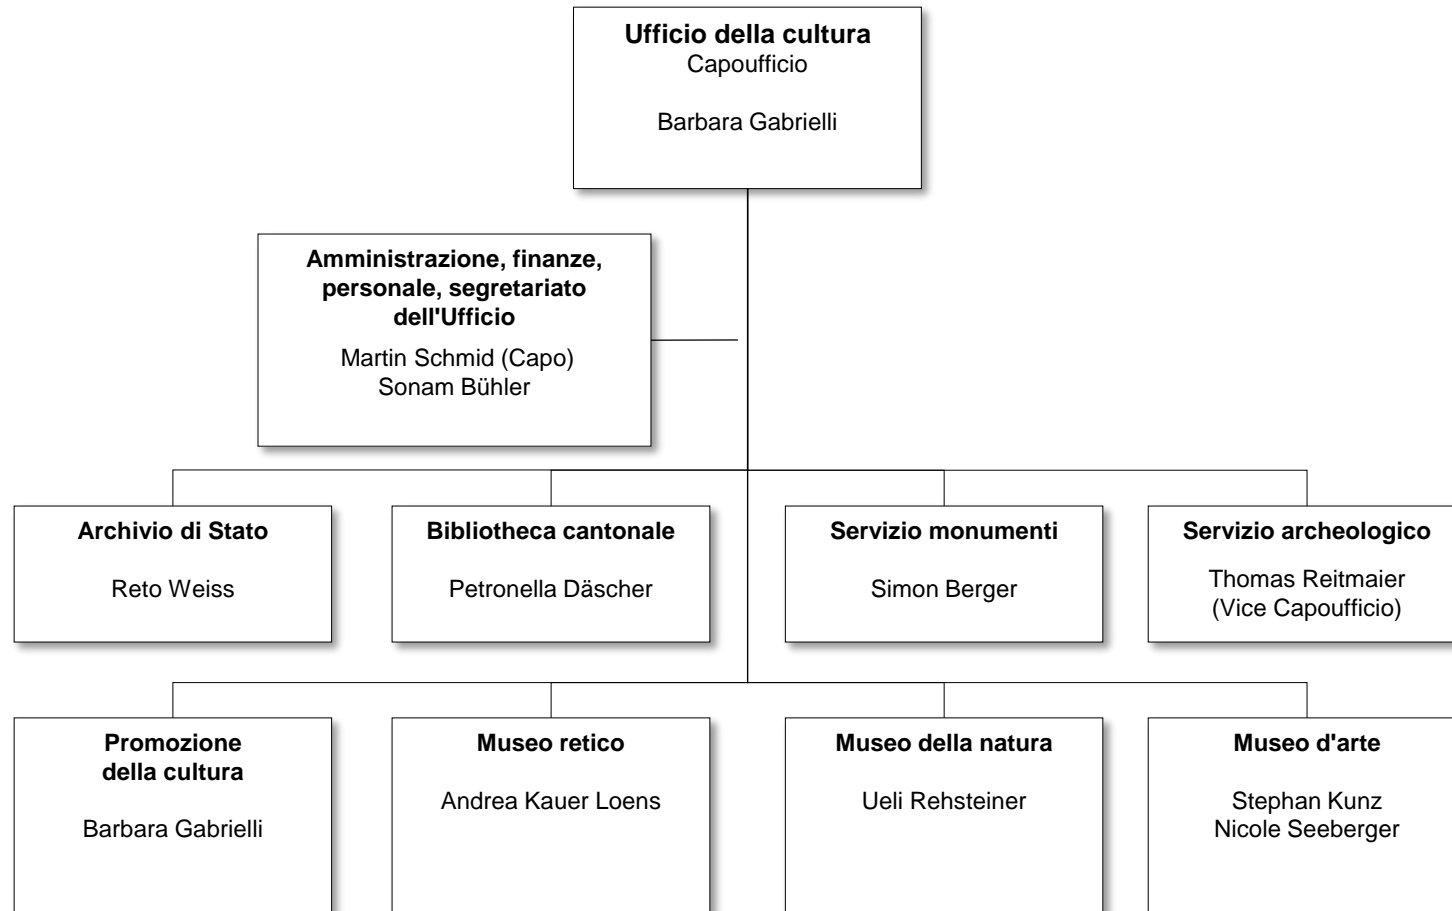 Ufficio della cultura
Capoufficio
Barbara Gabrielli
Amministrazione, finanze,
personale, segretariato
dell'Ufficio
Martin Schmid (Capo)
Sonam Bühler
Archivio di Stato
Reto Weiss
Bibliotheca cantonale
Petronella Däscher
Servizio monumenti
Simon Berger
Servizio archeologico
Thomas Reitmaier
(Vice Capoufficio)
Promozione
della cultura
Barbara Gabrielli
Museo retico
Andrea Kauer Loens
Museo della natura
Ueli Rehsteiner
Museo d'arte
Stephan Kunz
Nicole Seeberger